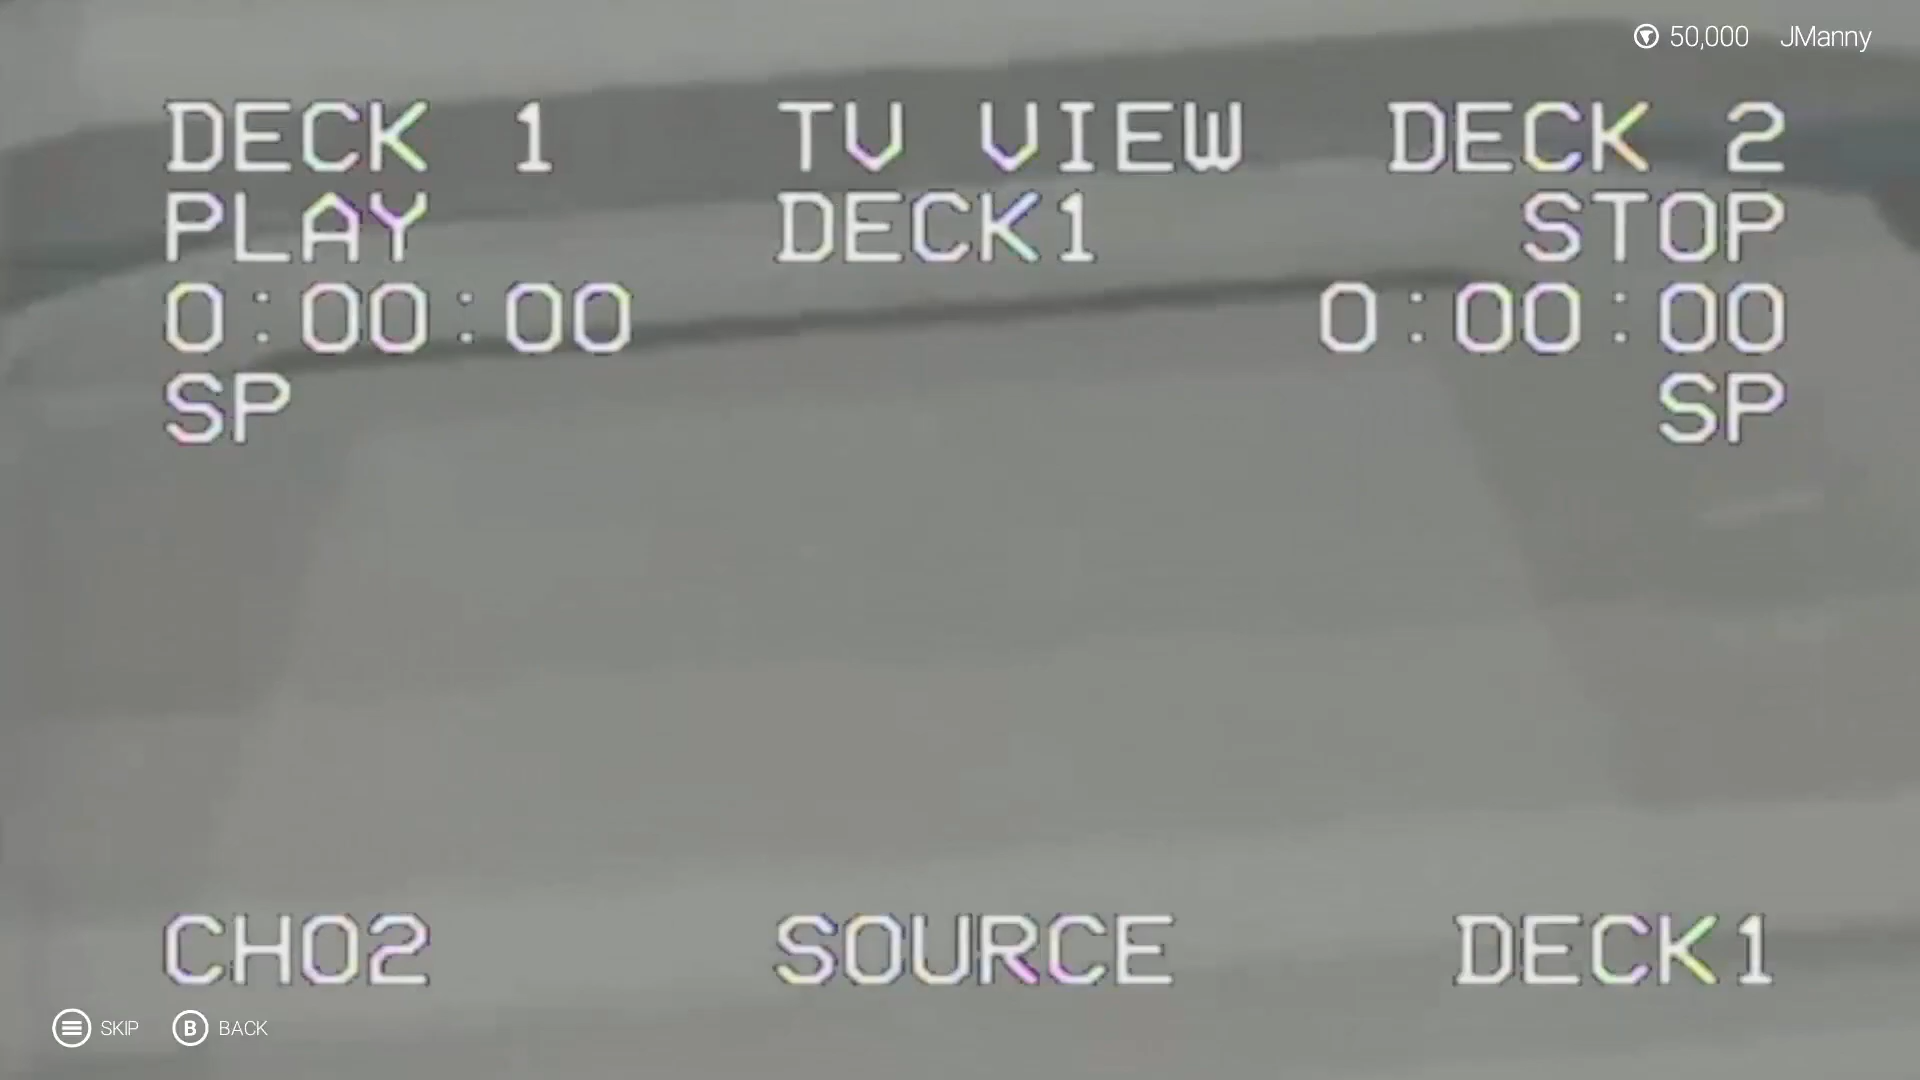 50,000 JManny
DECK 1 TV VIEW DECK 2
PLAY DECK1 STOP
0:00:00 0:00:00
SP SP
CH02 SOURCE DECK1
SKIP B BACK